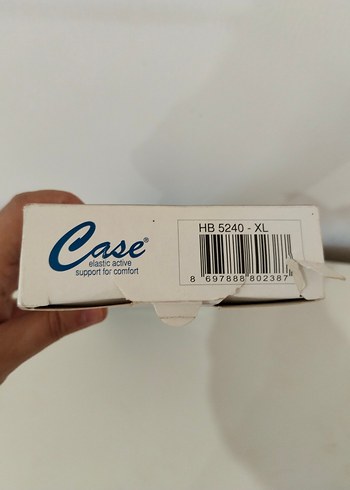 Case®
elastic active
support for comfort
HB 5240 - XL
8 697888 802387